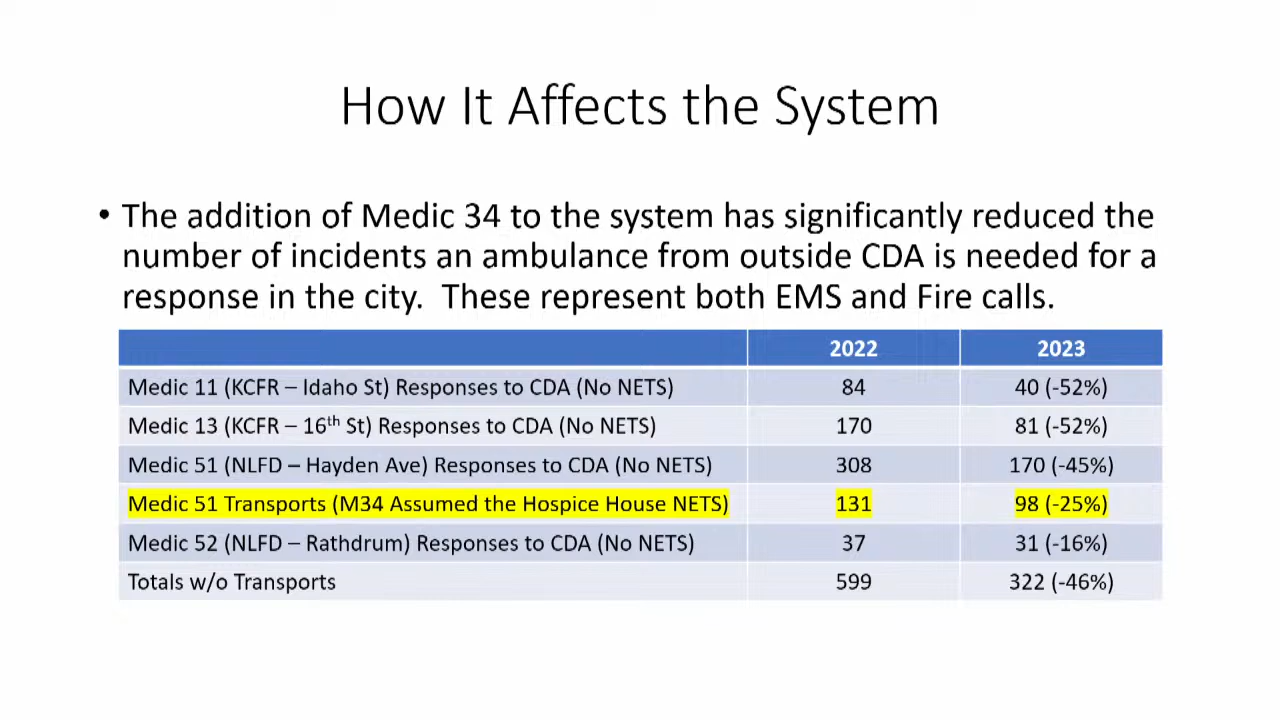 How It Affects the System
• The addition of Medic 34 to the system has significantly reduced the
number of incidents an ambulance from outside CDA is needed for a
response in the city.  These represent both EMS and Fire calls.
2022 2023
Medic 11 (KCFR – Idaho St) Responses to CDA (No NETS) 84 40 (-52%)
Medic 13 (KCFR – 16th St) Responses to CDA (No NETS) 170 81 (-52%)
Medic 51 (NLFD – Hayden Ave) Responses to CDA (No NETS) 308 170 (-45%)
Medic 51 Transports (M34 Assumed the Hospice House NETS) 131 98 (-25%)
Medic 52 (NLFD – Rathdrum) Responses to CDA (No NETS) 37 31 (-16%)
Totals w/o Transports 599 322 (-46%)